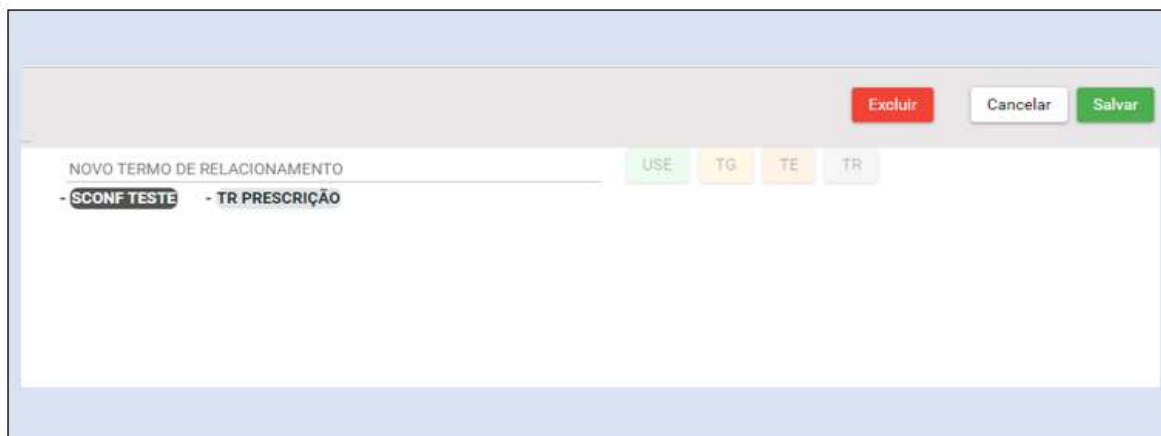 Excluir Cancelar Salvar
NOVO TERMO DE RELACIONAMENTO USE TG TE TR
- SCONF TESTE - TR PRESCRIÇÃO